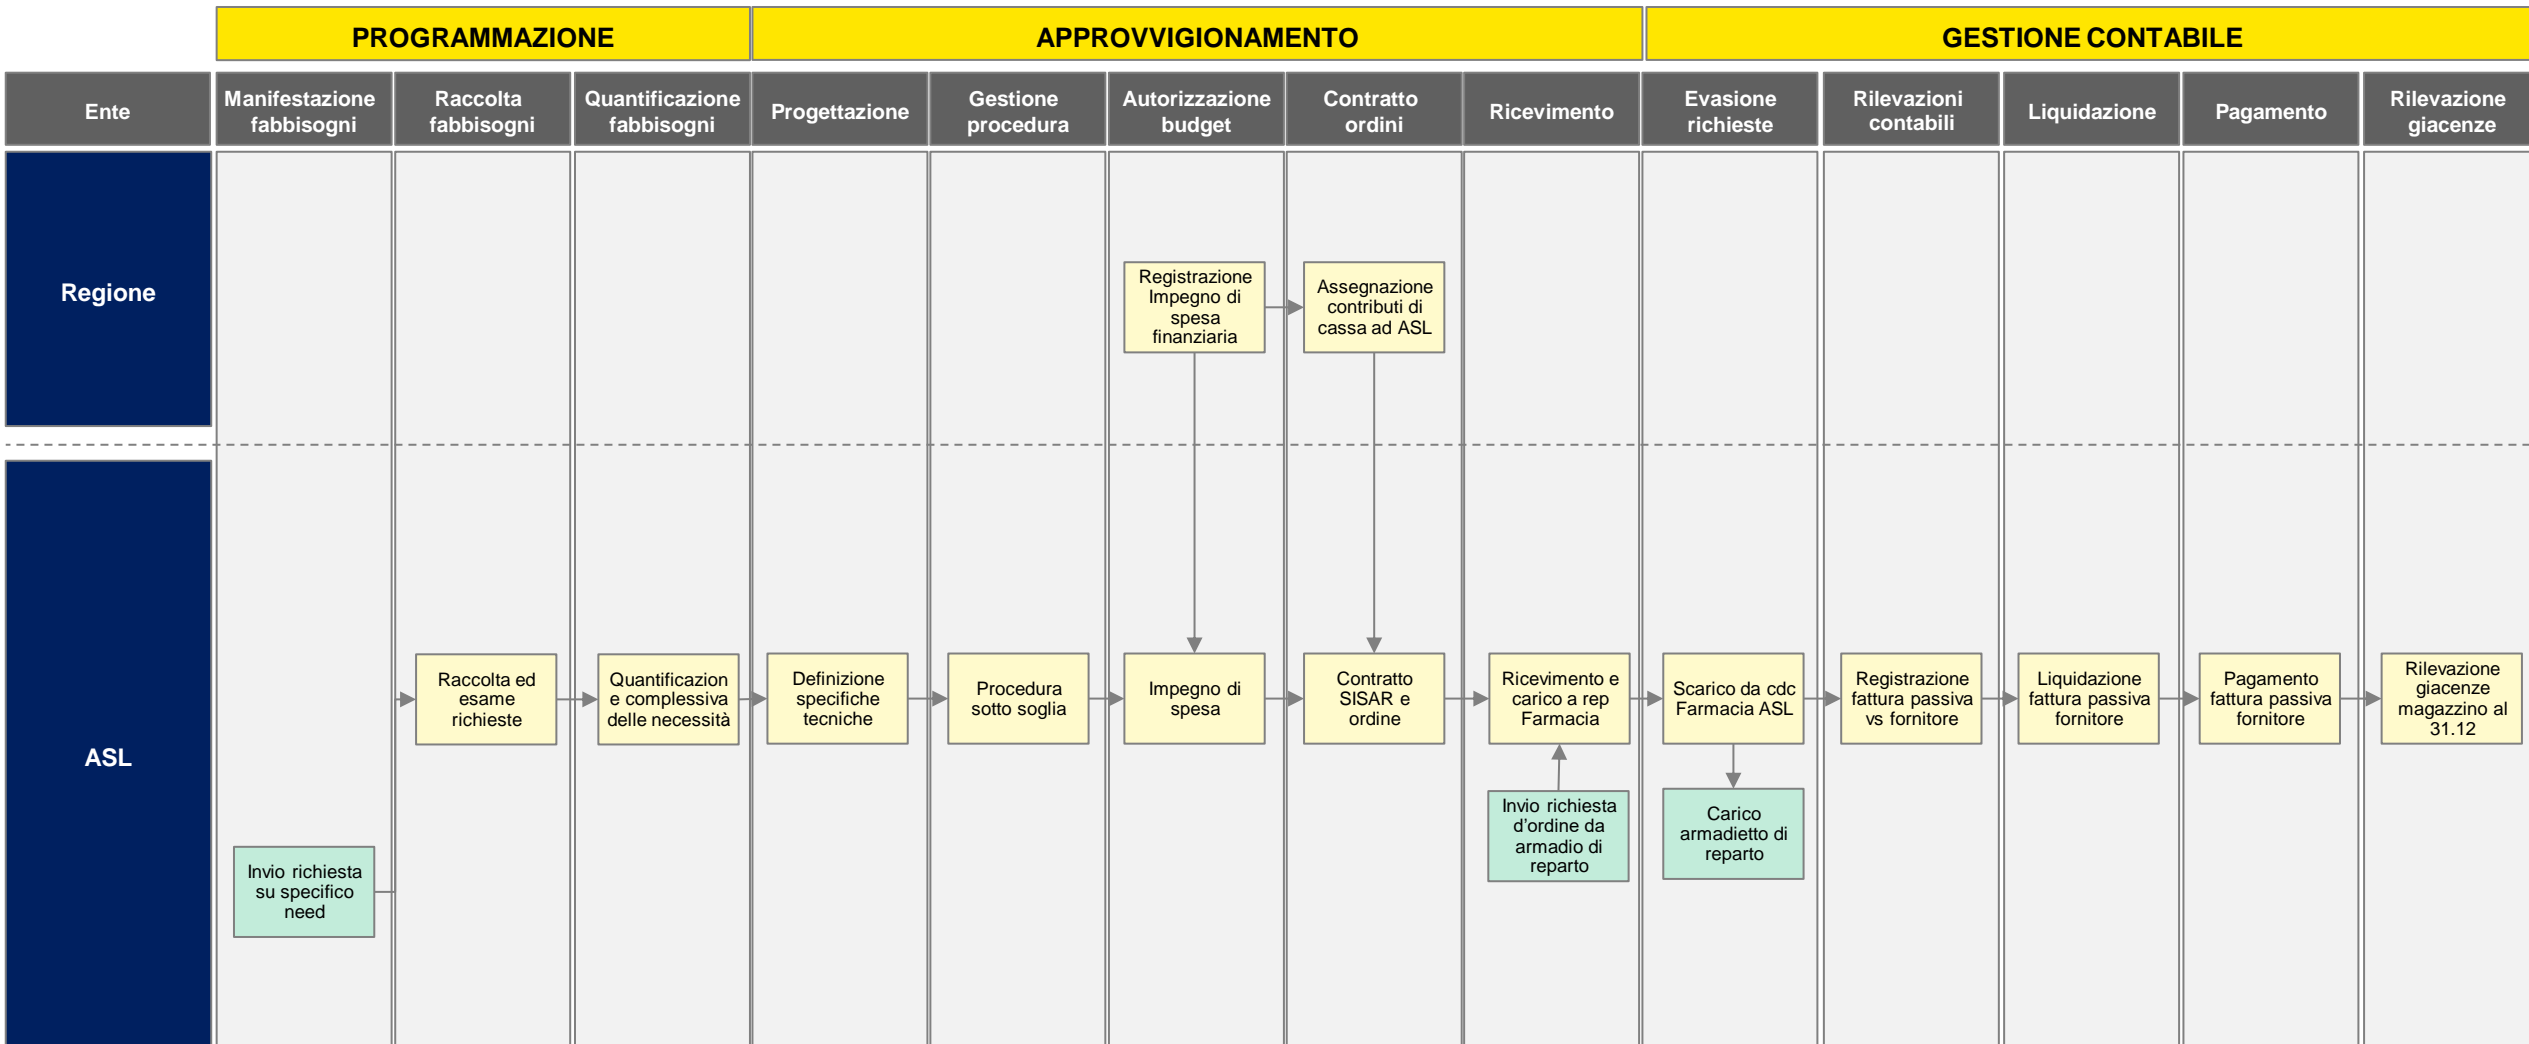 PROGRAMMAZIONE
APPROVVIGIONAMENTO
GESTIONE CONTABILE
Ente
Manifestazione
fabbisogni
Raccolta
fabbisogni
Quantificazione
fabbisogni
Progettazione
Gestione
procedura
Autorizzazione
budget
Contratto
ordini
Ricevimento
Evasione
richieste
Rilevazioni
contabili
Liquidazione
Pagamento
Rilevazione
giacenze
Regione
Registrazione
Impegno di
spesa
finanziaria
Assegnazione
contributi di
cassa ad ASL
ASL
Invio richiesta
su specifico
need
Raccolta ed
esame
richieste
Quantificazion
e complessiva
delle necessità
Definizione
specifiche
tecniche
Procedura
sotto soglia
Impegno di
spesa
Contratto
SISAR e
ordine
Ricevimento e
carico a rep
Farmacia
Invio richiesta
d'ordine da
armadio di
reparto
Scarico da cdc
Farmacia ASL
Carico
armadietto di
reparto
Registrazione
fattura passiva
vs fornitore
Liquidazione
fattura passiva
fornitore
Pagamento
fattura passiva
fornitore
Rilevazione
giacenze
magazzino al
31.12